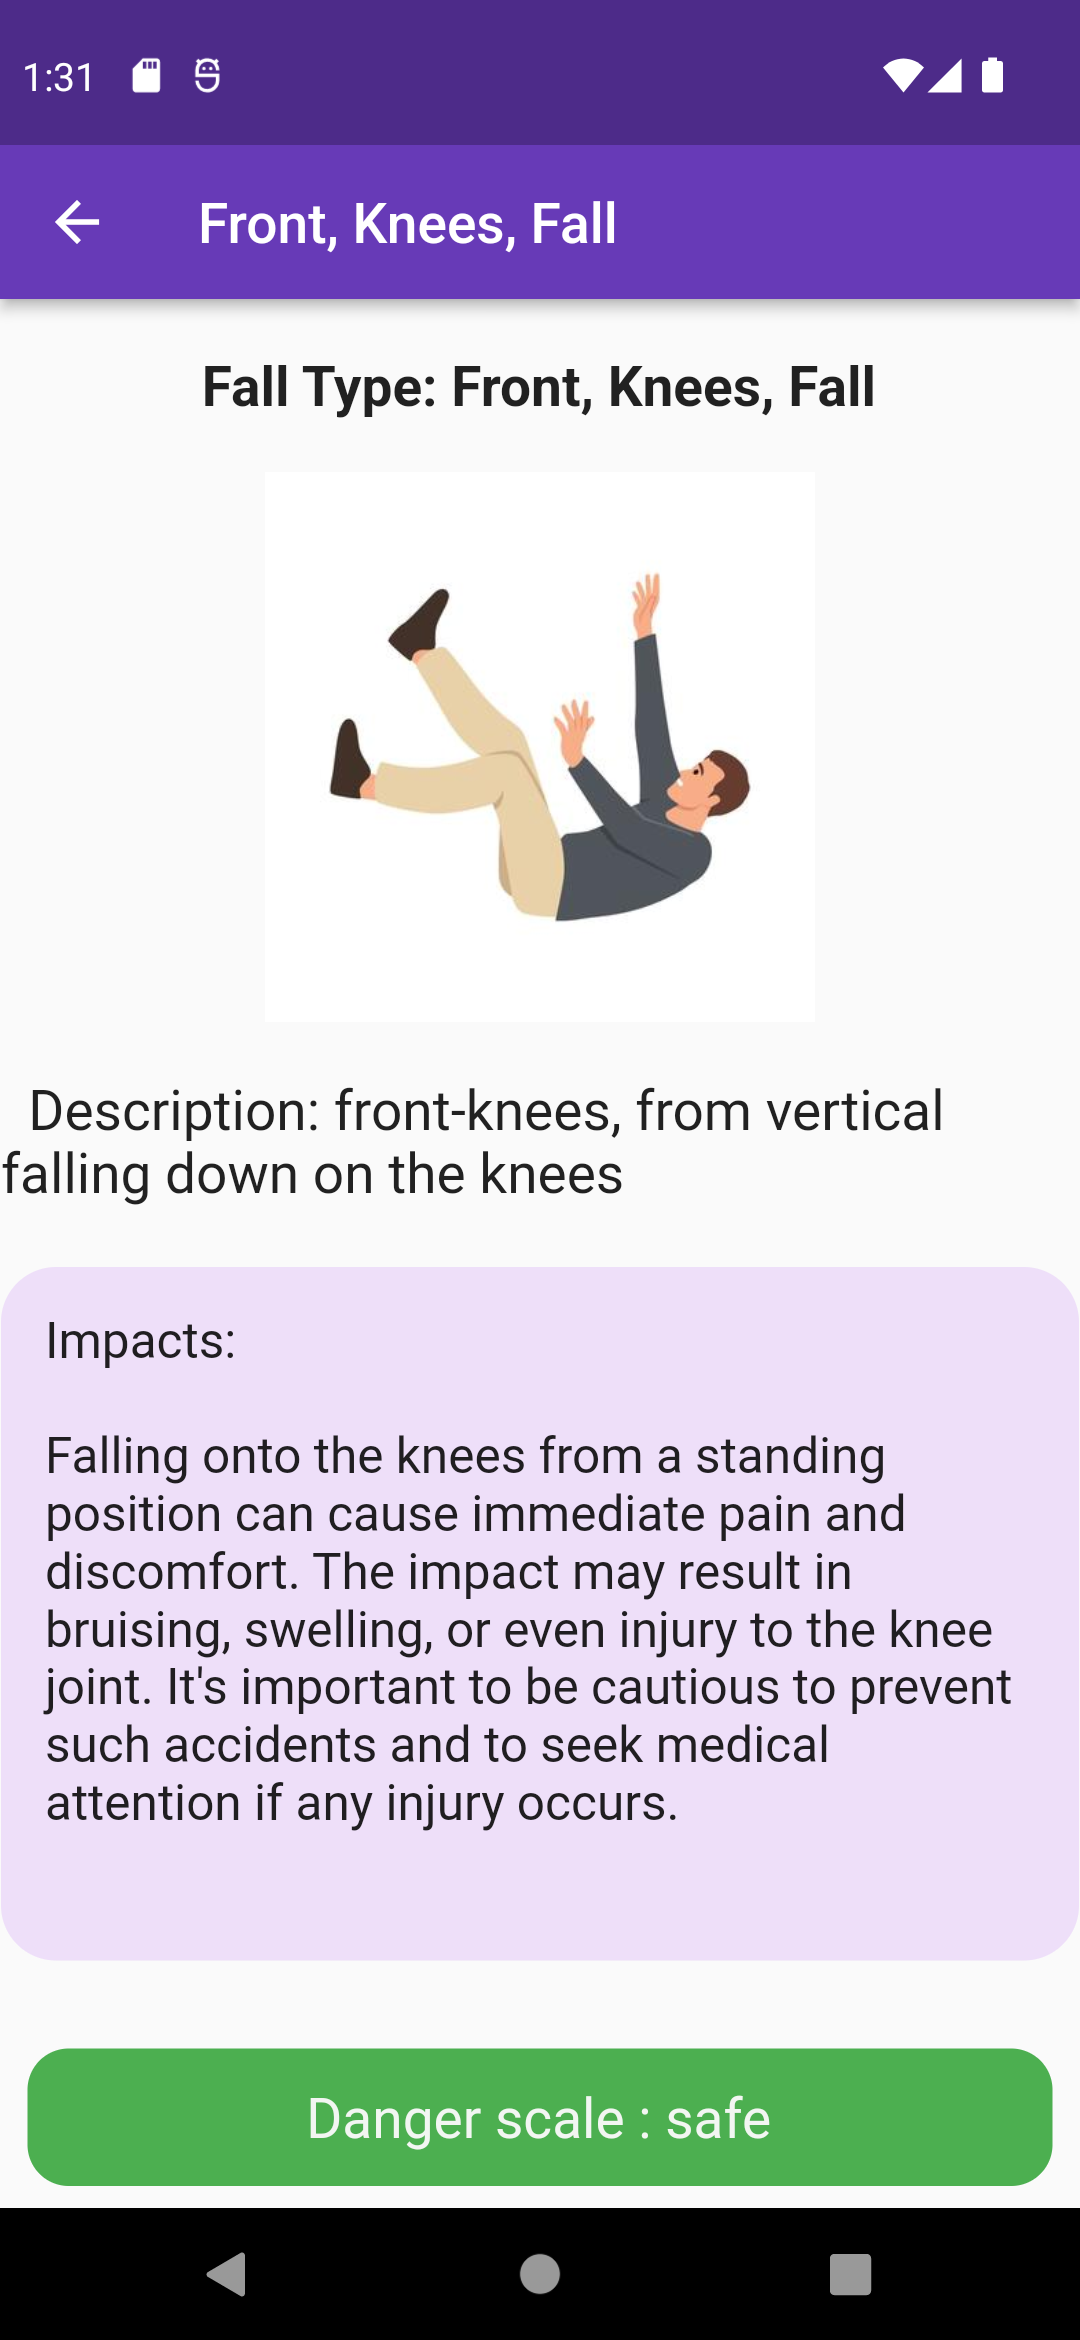 1:31
Front, Knees, Fall
Fall Type: Front, Knees, Fall
Description: front-knees, from vertical
falling down on the knees
Impacts:
Falling onto the knees from a standing
position can cause immediate pain and
discomfort. The impact may result in
bruising, swelling, or even injury to the knee
joint. It's important to be cautious to prevent
such accidents and to seek medical
attention if any injury occurs.
Danger scale : safe